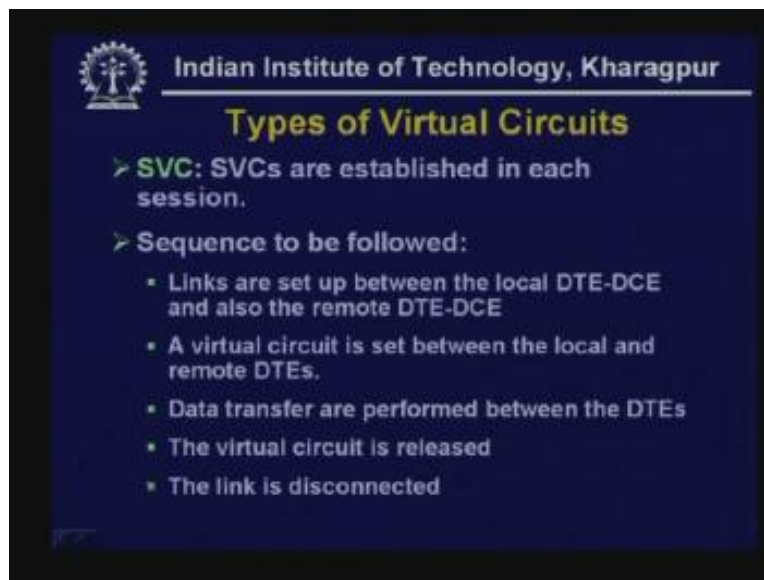 Indian Institute of Technology, Kharagpur
Types of Virtual Circuits
➢ SVC: SVCs are established in each
session.
➢ Sequence to be followed:
▪ Links are set up between the local DTE-DCE
and also the remote DTE-DCE
▪ A virtual circuit is set between the local and
remote DTEs.
▪ Data transfer are performed between the DTEs
▪ The virtual circuit is released
▪ The link is disconnected